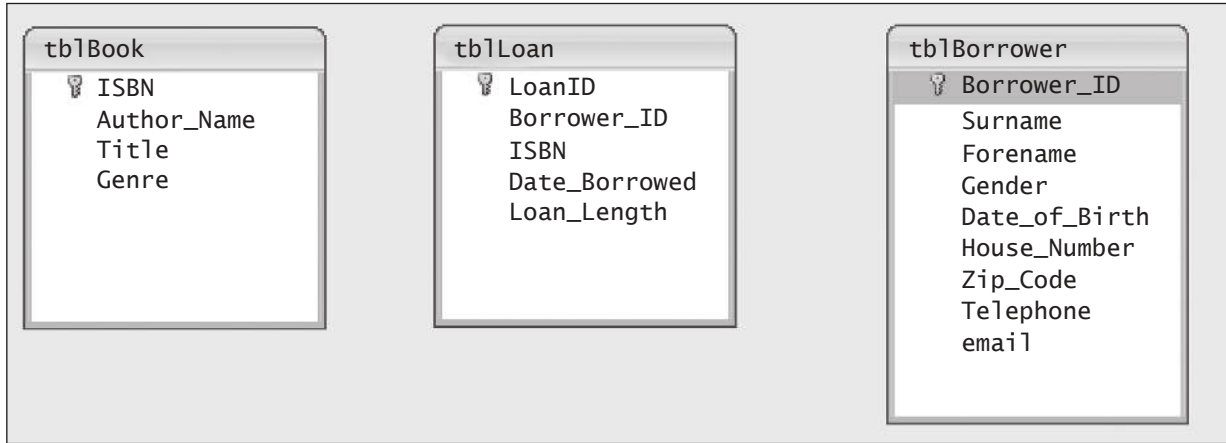 tblBook
ISBN
Author_Name
Title
Genre
tblLoan
LoanID
Borrower_ID
ISBN
Date_Borrowed
Loan_Length
tblBorrower
Borrower_ID
Surname
Forename
Gender
Date_of_Birth
House_Number
Zip_Code
Telephone
email